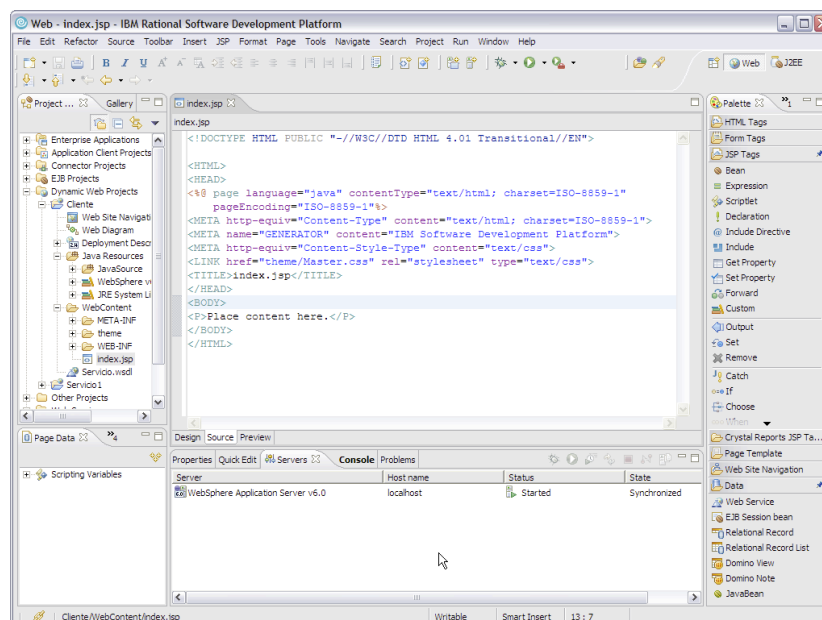 Web - index.jsp - IBM Rational Software Development Platform
File Edit Refactor Source Toolbar Insert JSP Format Page Tools Navigate Search Project Run Window Help
B I U
Web J2EE
Project ... Gallery
Enterprise Applications
Application Client Projects
Connector Projects
EJB Projects
Dynamic Web Projects
Cliente
Web Site Navigati
Web Diagram
Deployment Descr
Java Resources
JavaSource
WebSphere v
JRE System Li
WebContent
META-INF
theme
WEB-INF
index.jsp
Servicio.wsdl
Servicio1
Other Projects
Page Data 4
Scripting Variables
index.jsp
index.jsp
<!DOCTYPE HTML PUBLIC "-//W3C//DTD HTML 4.01 Transitional//EN">
<HTML>
<HEAD>
<%@ page language="java" contentType="text/html; charset=ISO-8859-1"
pageEncoding="ISO-8859-1"%>
<META http-equiv="Content-Type" content="text/html; charset=ISO-8859-1">
<META name="GENERATOR" content="IBM Software Development Platform">
<META http-equiv="Content-Style-Type" content="text/css">
<LINK href="theme/Master.css" rel="stylesheet" type="text/css">
<TITLE>index.jsp</TITLE>
</HEAD>
<BODY>
<P>Place content here.</P>
</BODY>
</HTML>
Design Source Preview
Properties Quick Edit Servers Console Problems
Server Host name Status State
WebSphere Application Server v6.0 localhost Started Synchronized
Palette 1
HTML Tags
Form Tags
JSP Tags
Bean
Expression
Scriptlet
Declaration
Include Directive
Include
Get Property
Set Property
Forward
Custom
Output
Set
Remove
Catch
If
Choose
When
Crystal Reports JSP Ta...
Page Template
Web Site Navigation
Data
Web Service
EJB Session bean
Relational Record
Relational Record List
Domino View
Domino Note
JavaBean
Cliente/WebContent/index.jsp Writable Smart Insert 13 : 7